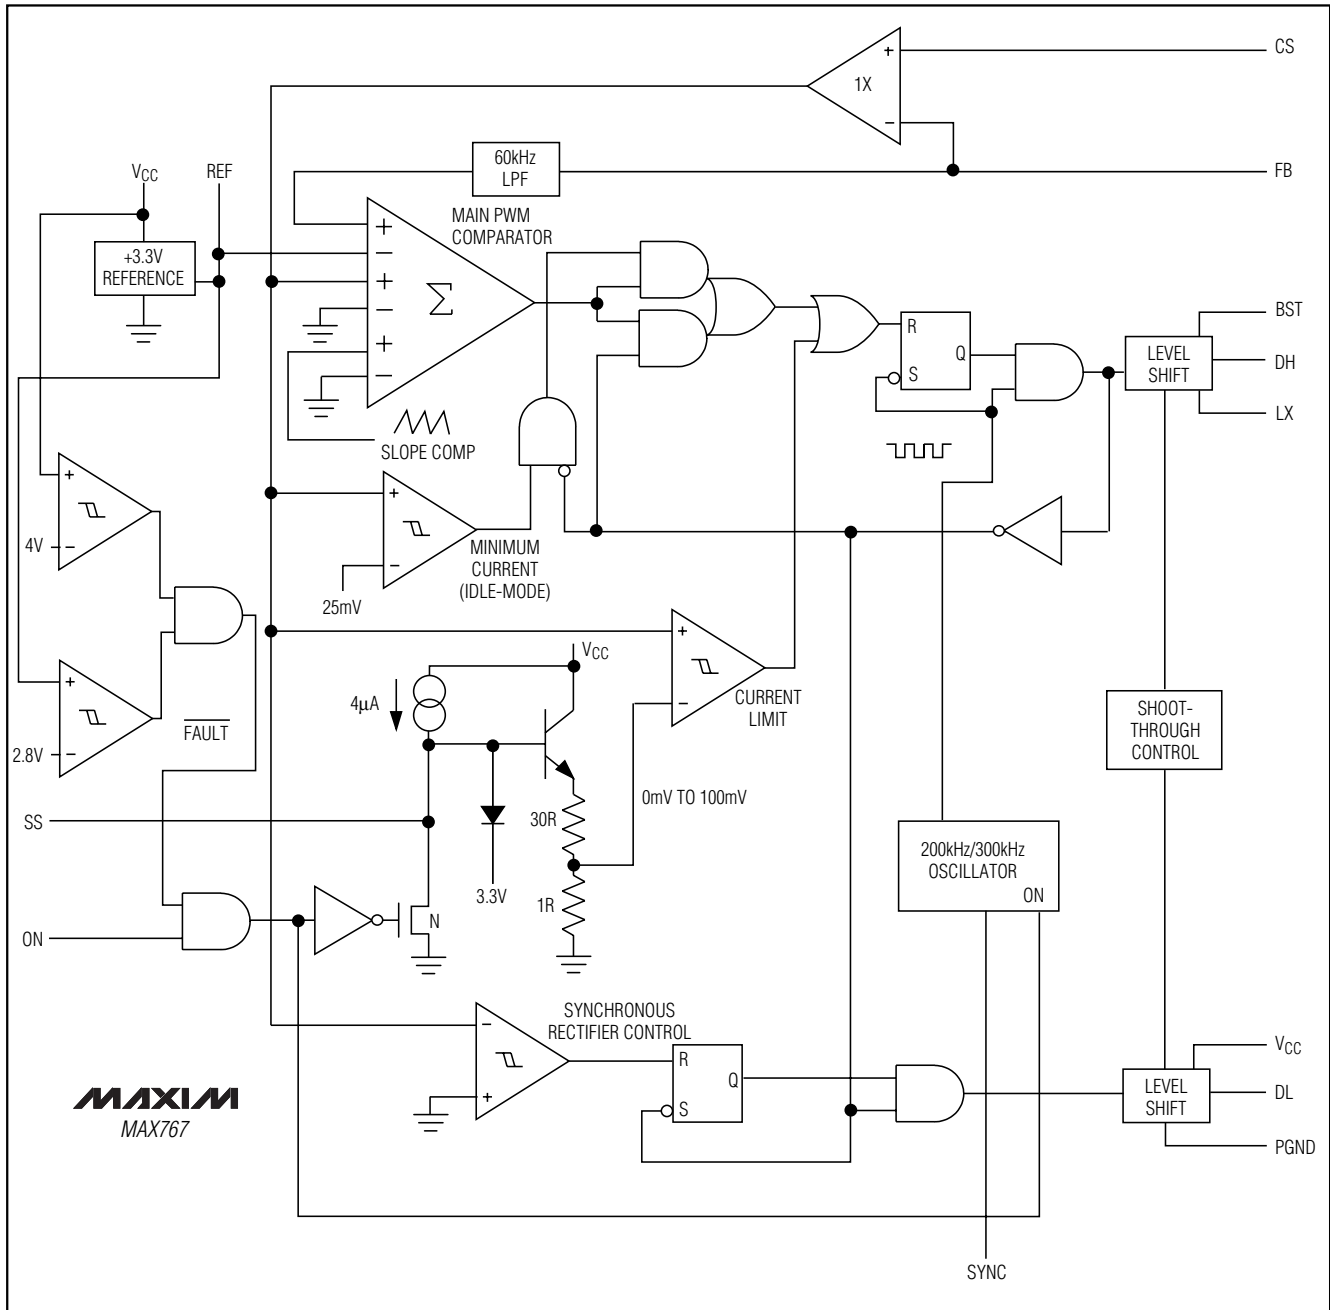 CS
+
1X
−
60kHz
LPF
FB
VCC
REF
MAIN PWM
COMPARATOR
+3.3V
REFERENCE
+
−
+
−
+
−
Σ
BST
R
Q
S
LEVEL
SHIFT
DH
LX
SLOPE COMP
+
4V
−
+
−
25mV
MINIMUM
CURRENT
(IDLE-MODE)
VCC
+
−
CURRENT
LIMIT
4µA
+
2.8V
−
FAULT
SHOOT-
THROUGH
CONTROL
0mV TO 100mV
SS
30R
3.3V
1R
200kHz/300kHz
OSCILLATOR
ON
ON
N
SYNCHRONOUS
RECTIFIER CONTROL
−
+
R
Q
S
VCC
LEVEL
SHIFT
DL
PGND
MAXIM
MAX767
SYNC